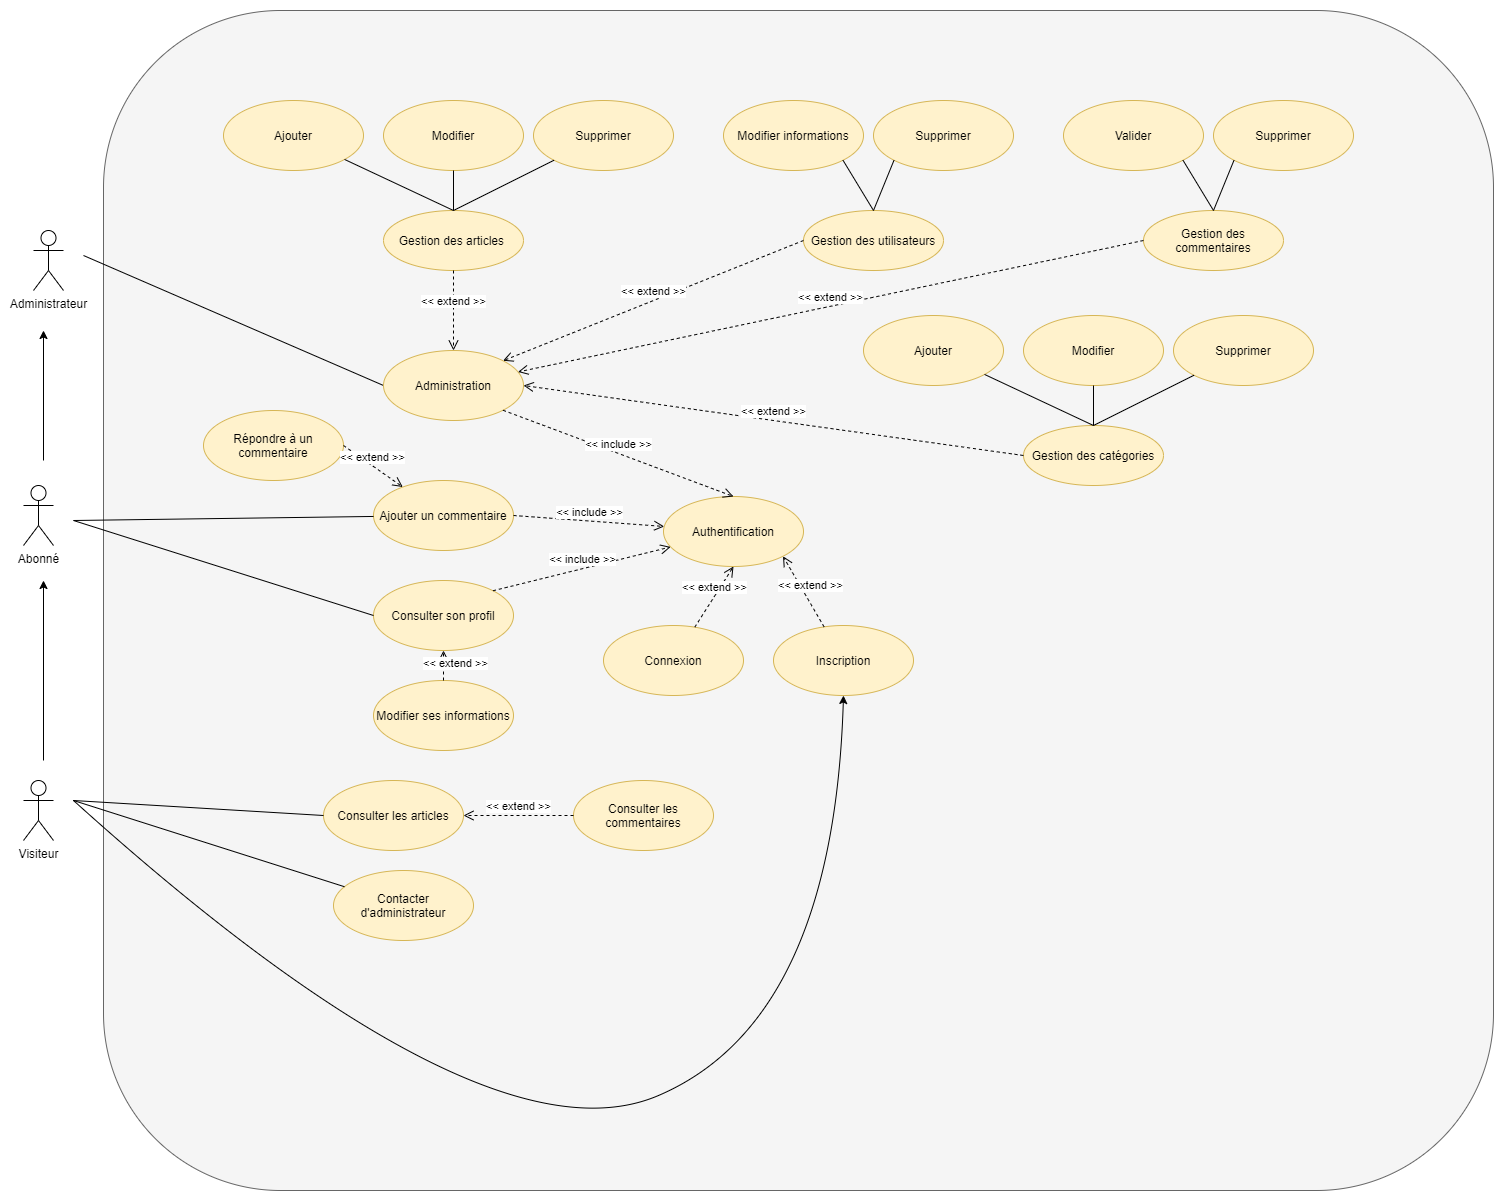 Ajouter
Modifier
Supprimer
Modifier informations
Supprimer
Valider
Supprimer
Gestion des articles
Gestion des utilisateurs
Gestion des
commentaires
<< extend >>
<< extend >>
<< extend >>
Administrateur
Ajouter
Modifier
Supprimer
Administration
<< extend >>
Répondre à un
commentaire
<< extend >>
<< include >>
Gestion des catégories
Ajouter un commentaire
<< include >>
Authentification
Abonné
<< include >>
<< extend >>
<< extend >>
Consulter son profil
<< extend >>
Connexion
Inscription
Modifier ses informations
Visiteur
Consulter les articles
<< extend >>
Consulter les
commentaires
Contacter
d'administrateur